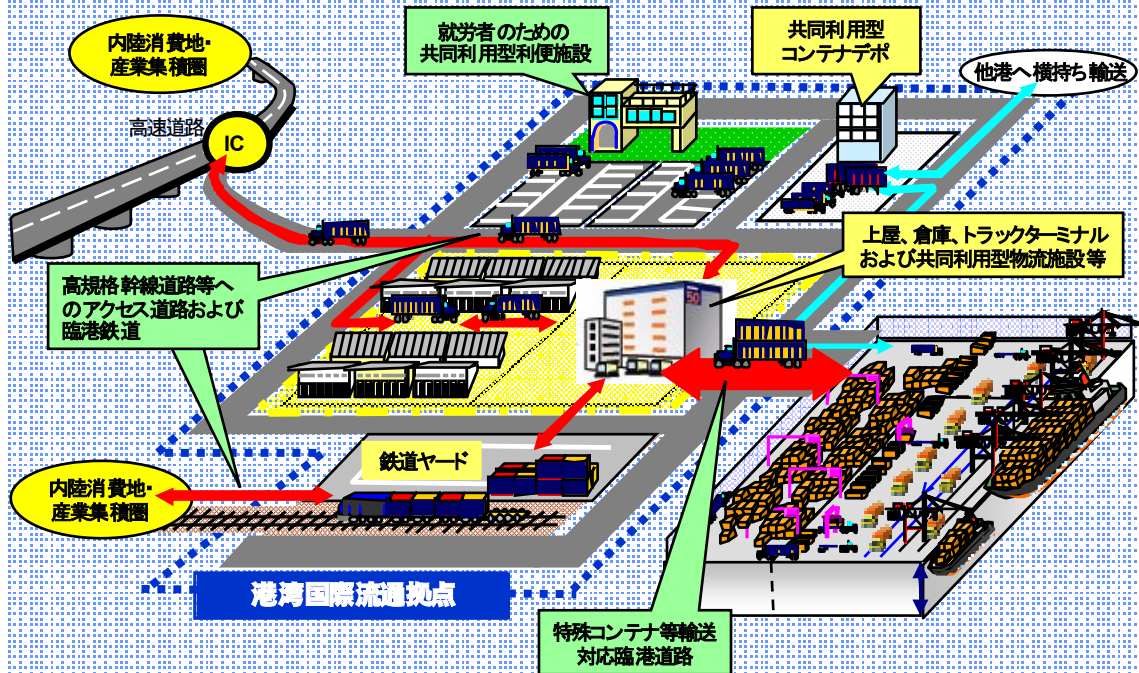 内陸消費地・
産業集積圏
高速道路
IC
就労者のための
共同利用型利便施設
共同利用型
コンテナデポ
他港へ横持ち輸送
上屋、倉庫、トラックターミナル
および共同利用型物流施設等
高規格幹線道路等へ
のアクセス道路および
臨港鉄道
50
鉄道ヤード
内陸消費地・
産業集積圏
港湾国際流通拠点
特殊コンテナ等輸送
対応臨港道路